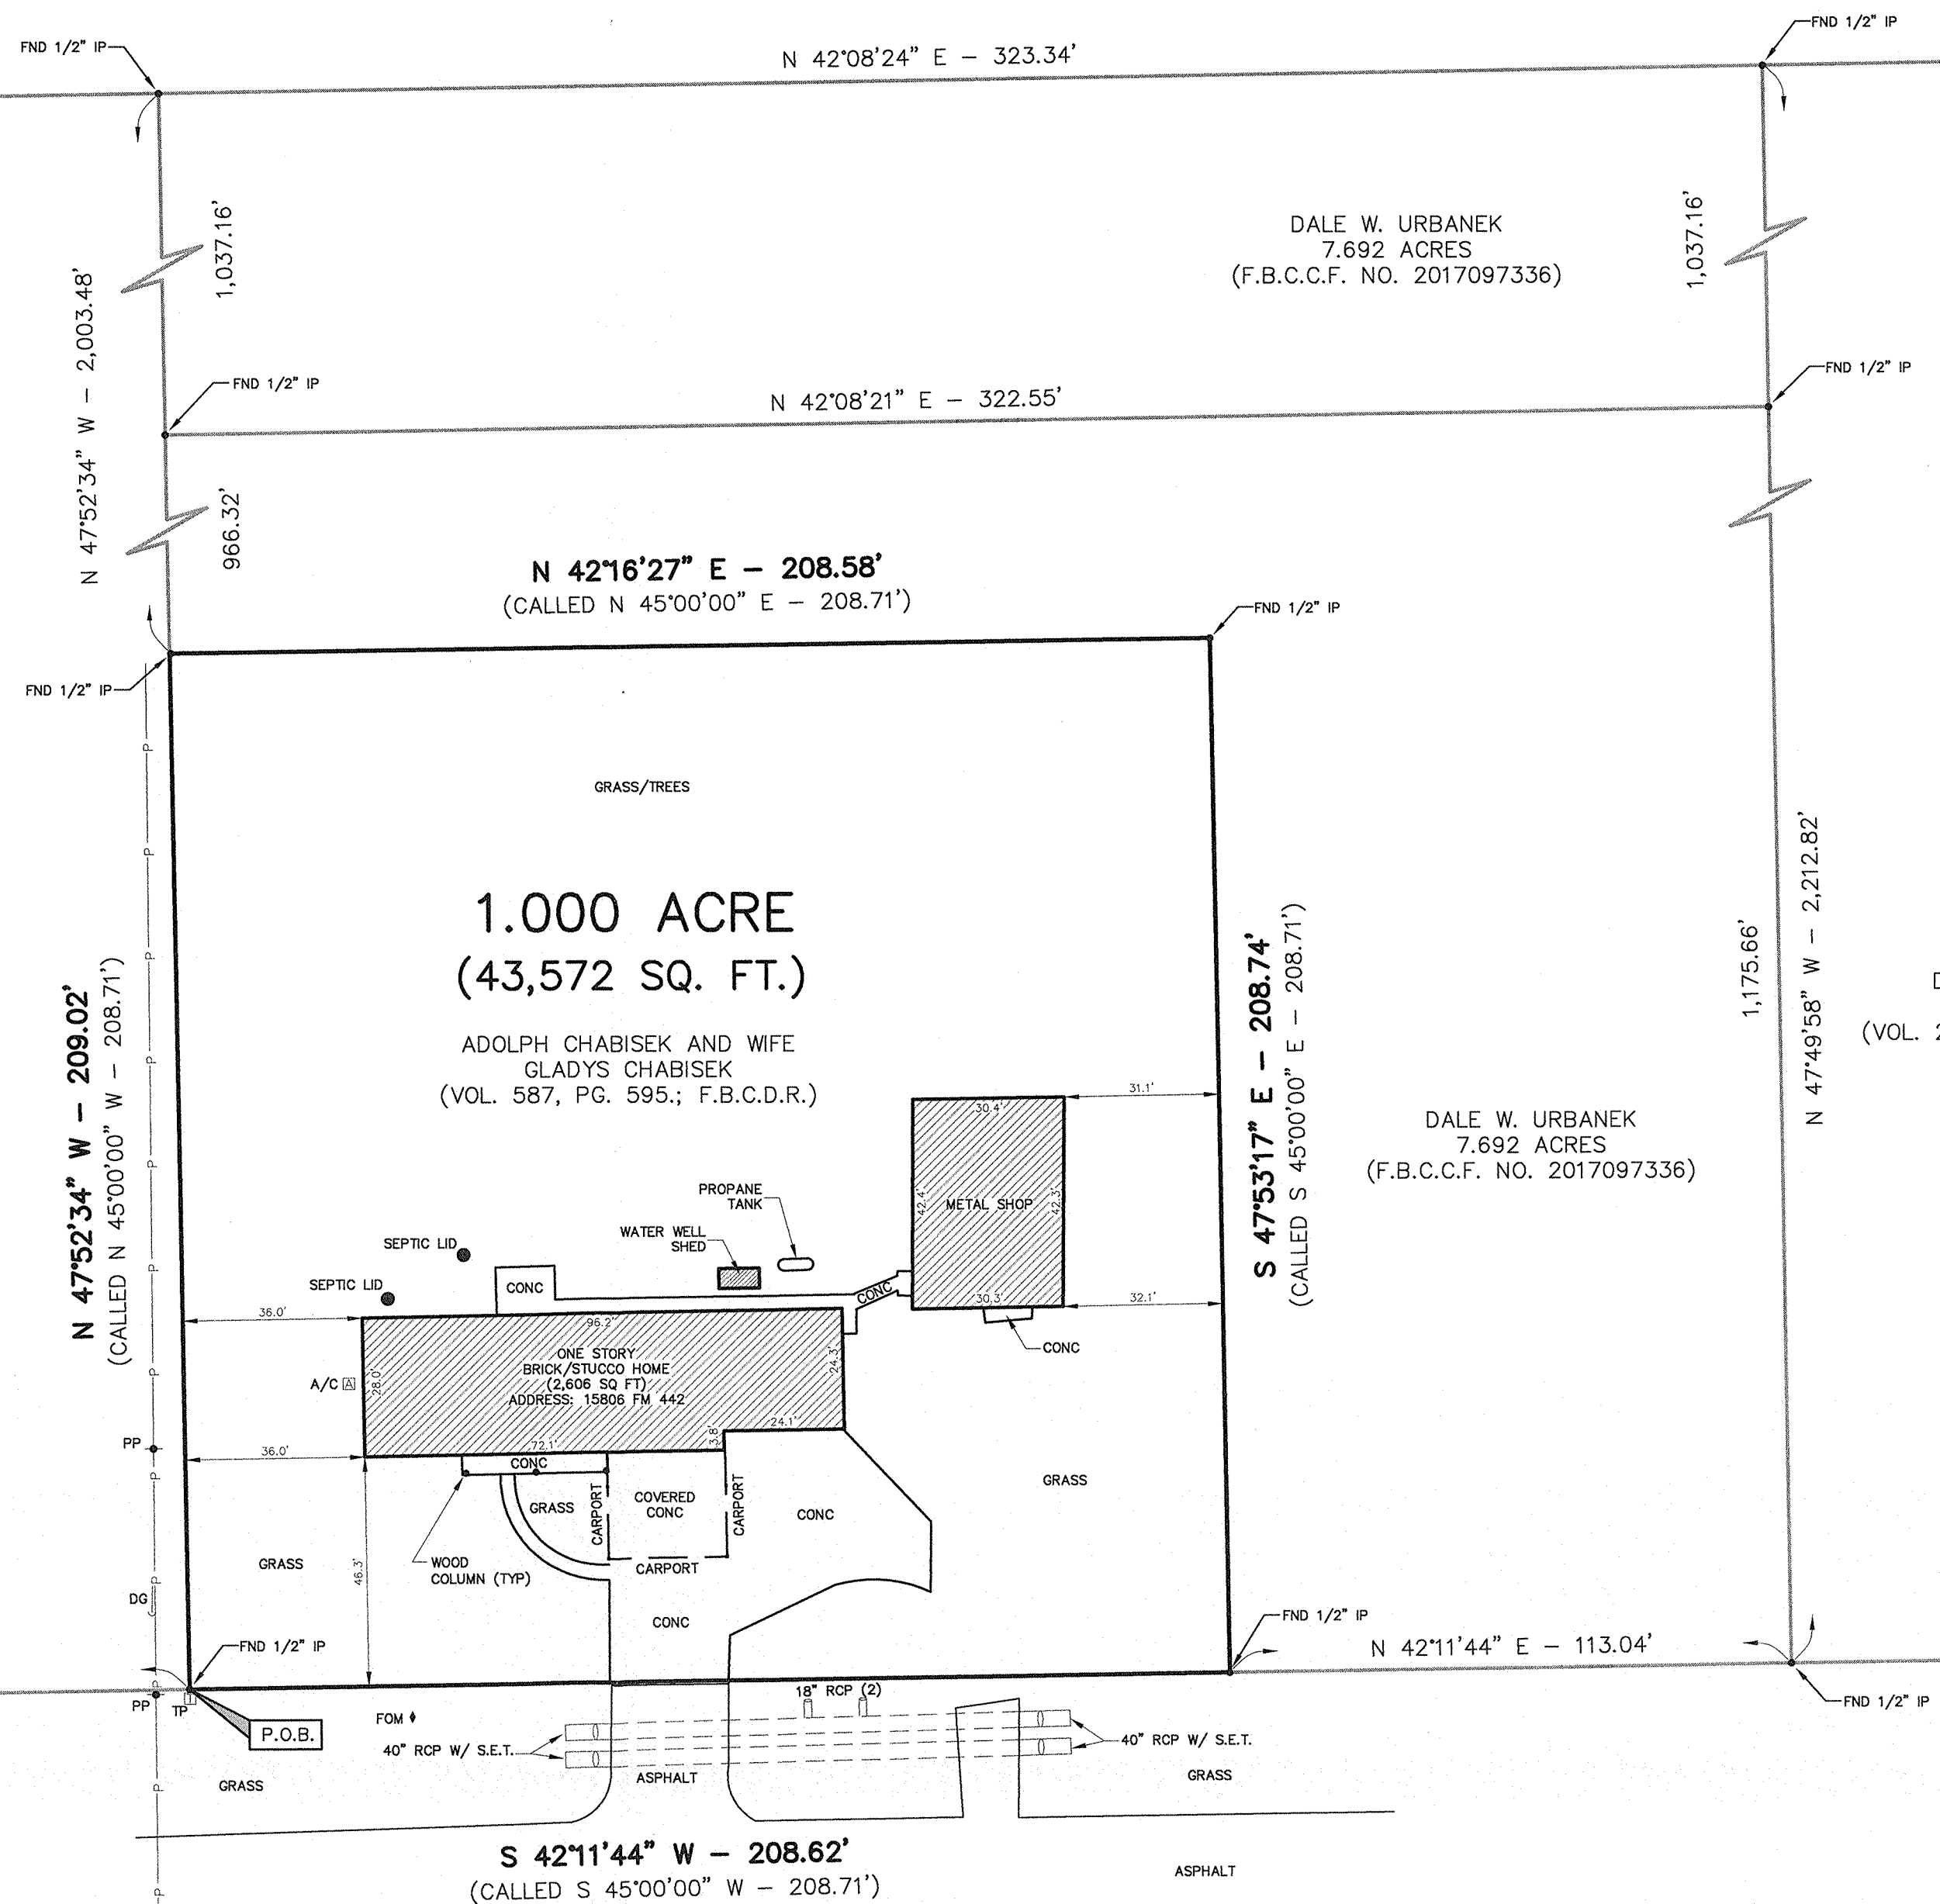 FND 1/2" IP
N 42°08'24" E - 323.34'
FND 1/2" IP
1,037.16'
1,037.16'
DALE W. URBANEK
7.692 ACRES
(F.B.C.C.F. NO. 2017097336)
N 47°52'34" W - 2,003.48'
FND 1/2" IP
N 42°08'21" E - 322.55'
FND 1/2" IP
966.32'
N 42°16'27" E - 208.58'
(CALLED N 45°00'00" E - 208.71')
FND 1/2" IP
FND 1/2" IP
P
P
P
P
P
P
P
P
P
P
P
P
GRASS/TREES
1.000 ACRE
(43,572 SQ. FT.)
ADOLPH CHABISEK AND WIFE
GLADYS CHABISEK
(VOL. 587, PG. 595.; F.B.C.D.R.)
N 47°52'34" W - 209.02'
(CALLED N 45°00'00" W - 208.71')
S 47°53'17" E - 208.74'
(CALLED S 45°00'00" E - 208.71')
1,175.66'
N 47°49'58" W - 2,212.82'
(VOL. 2
DALE W. URBANEK
7.692 ACRES
(F.B.C.C.F. NO. 2017097336)
31.1'
30.4'
42.4'
METAL SHOP
42.3'
30.3'
32.1'
CONC
PROPANE
TANK
WATER WELL
SHED
SEPTIC LID
SEPTIC LID
CONC
CONC
36.0'
96.2'
ONE STORY
BRICK/STUCCO HOME
(2,606 SQ FT)
ADDRESS: 15806 FM 442
24.3'
28.0'
A/C A
24.1'
3.8'
72.1'
PP
36.0'
CONC
GRASS
CARPORT
COVERED
CONC
CARPORT
CONC
GRASS
CARPORT
WOOD
COLUMN (TYP)
GRASS
46.3'
DG
CONC
FND 1/2" IP
FND 1/2" IP
N 42°11'44" E - 113.04'
FND 1/2" IP
PP
TP
T
P.O.B.
FOM
18" RCP (2)
40" RCP W/ S.E.T.
40" RCP W/ S.E.T.
GRASS
ASPHALT
GRASS
S 42°11'44" W - 208.62'
(CALLED S 45°00'00" W - 208.71')
ASPHALT